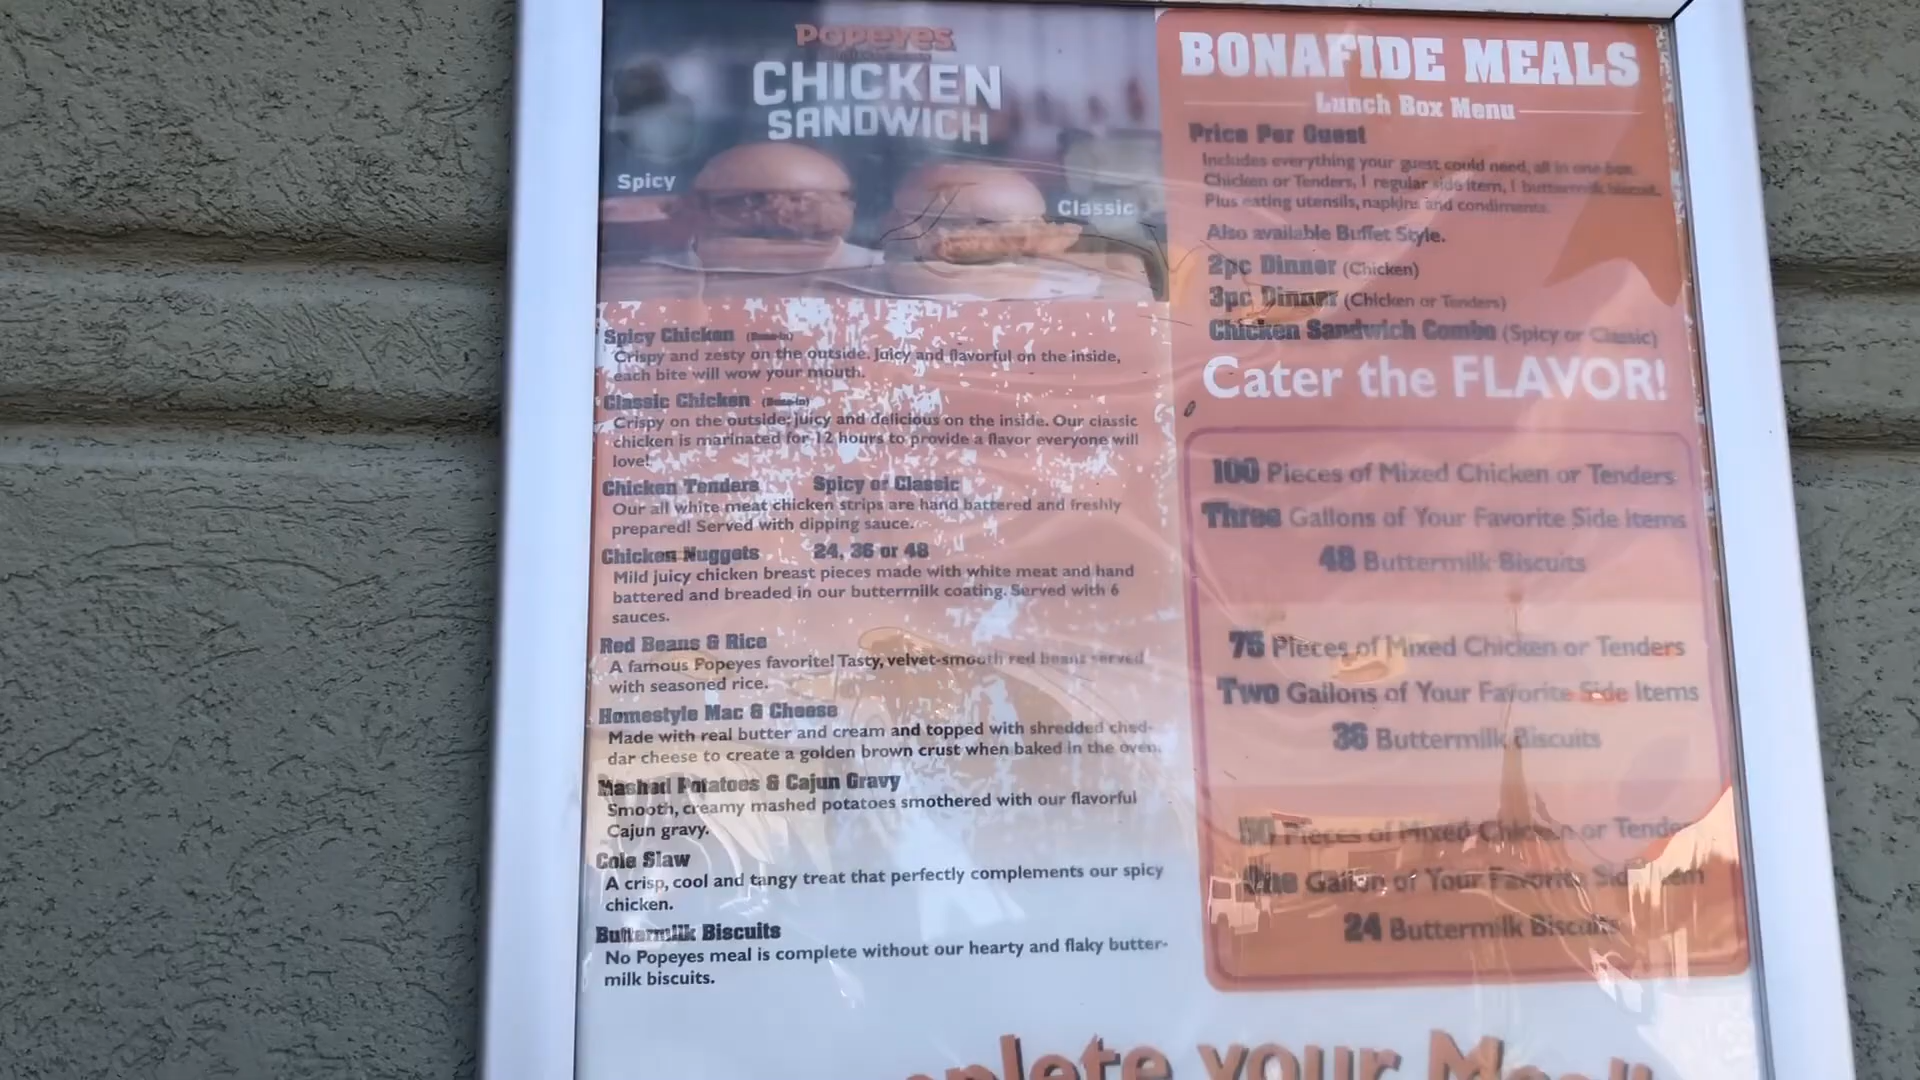 POPEYES
CHICKEN
SANDWICH
Spicy
Classic
Spicy Chicken (Bone-in)
Crispy and zesty on the outside. Juicy and flavorful on the inside,
each bite will wow your mouth.
Classic Chicken (Bone-in)
Crispy on the outside; juicy and delicious on the inside. Our classic
chicken is marinated for 12 hours to provide a flavor everyone will
love!
Chicken Tenders Spicy or Classic
Our all white meat chicken strips are hand battered and freshly
prepared! Served with dipping sauce.
Chicken Nuggets 24, 36 or 48
Mild juicy chicken breast pieces made with white meat and hand
battered and breaded in our buttermilk coating. Served with 6
sauces.
Red Beans & Rice
A famous Popeyes favorite! Tasty, velvet-smooth red beans served
with seasoned rice.
Homestyle Mac & Cheese
Made with real butter and cream and topped with shredded ched-
dar cheese to create a golden brown crust when baked in the oven.
Mashed Potatoes & Cajun Gravy
Smooth, creamy mashed potatoes smothered with our flavorful
Cajun gravy.
Cole Slaw
A crisp, cool and tangy treat that perfectly complements our spicy
chicken.
Buttermilk Biscuits
No Popeyes meal is complete without our hearty and flaky butter-
milk biscuits.
BONAFIDE MEALS
Lunch Box Menu
Price Per Guest
Includes everything your guest could need, all in one box.
Chicken or Tenders, 1 regular side item, 1 buttermilk biscuit.
Plus eating utensils, napkins and condiments.
Also available Buffet Style.
2pc Dinner (Chicken)
3pc Dinner (Chicken or Tenders)
Chicken Sandwich Combo (Spicy or Classic)
Cater the FLAVOR!
100 Pieces of Mixed Chicken or Tenders
Three Gallons of Your Favorite Side Items
48 Buttermilk Biscuits
75 Pieces of Mixed Chicken or Tenders
Two Gallons of Your Favorite Side Items
36 Buttermilk Biscuits
50 Pieces of Mixed Chicken or Tenders
One Gallon of Your Favorite Side Item
24 Buttermilk Biscuits
your